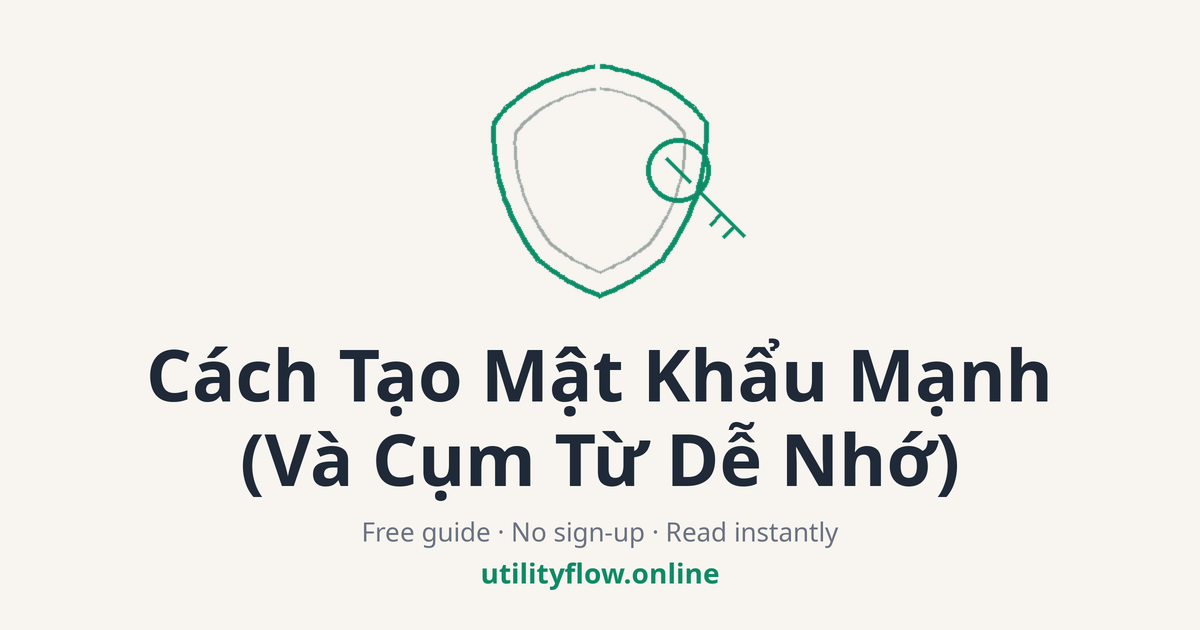 Cách Tạo Mật Khẩu Mạnh
(Và Cụm Từ Dễ Nhớ)
Free guide · No sign-up · Read instantly
utilityflow.online